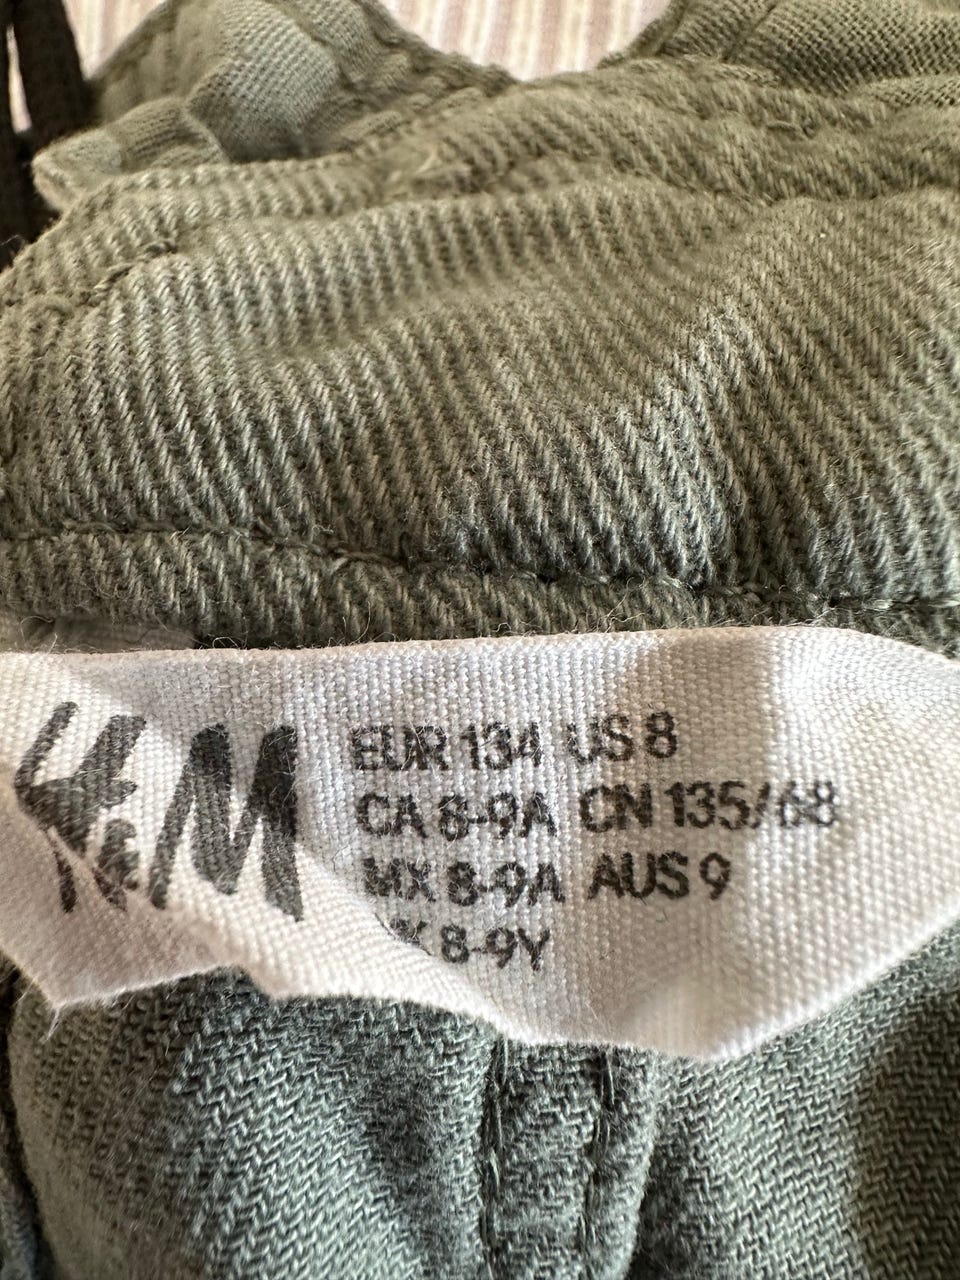 H&M
EUR 134 US 8
CA 8-9A CN 135/68
MX 8-9A AUS 9
8-9Y